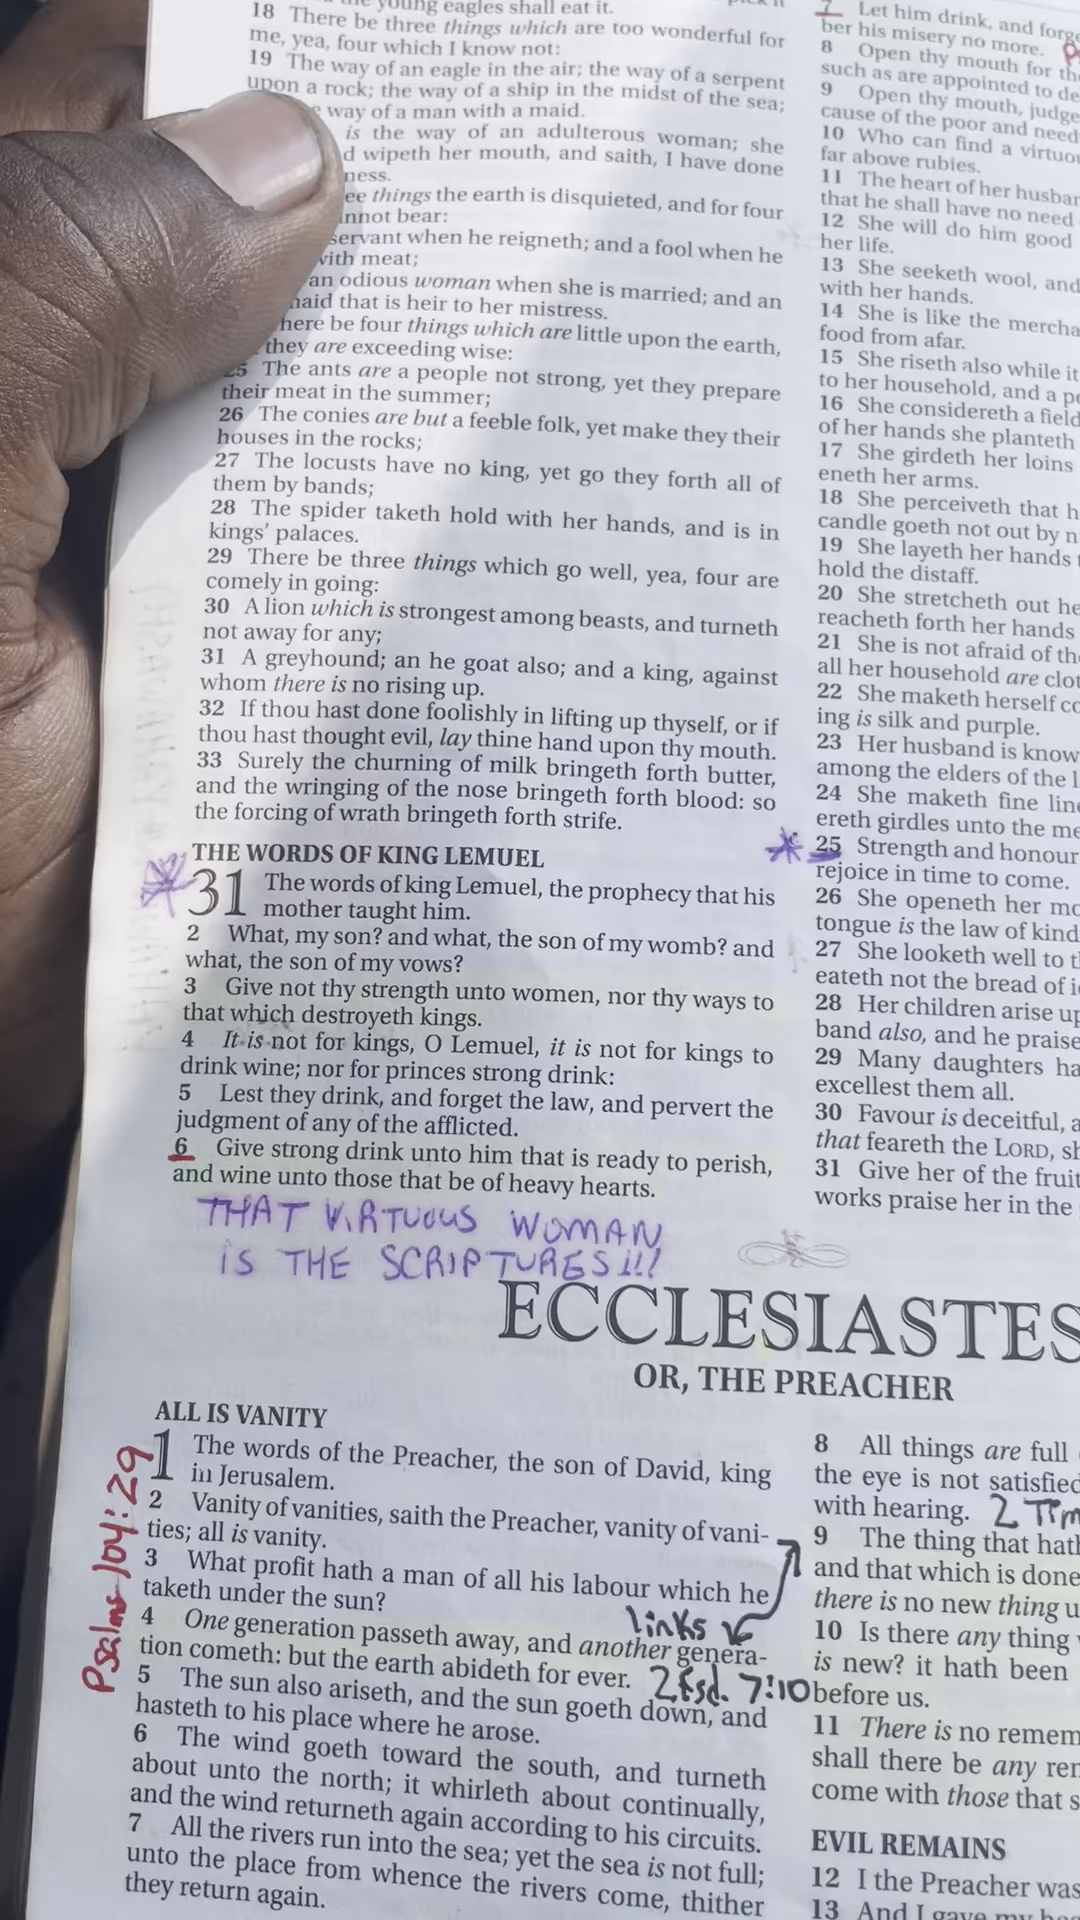 young eagles shall eat it.
18 There be three things which are too wonderful for
me, yea, four which I know not:
19 The way of an eagle in the air; the way of a serpent
upon a rock; the way of a ship in the midst of the sea;
way of a man with a maid.
is the way of an adulterous woman; she
wipeth her mouth, and saith, I have done
ness.
things the earth is disquieted, and for four
nnot bear:
servant when he reigneth; and a fool when he
with meat;
an odious woman when she is married; and an
that is heir to her mistress.
here be four things which are little upon the earth,
they are exceeding wise:
The ants are a people not strong, yet they prepare
their meat in the summer;
26 The conies are but a feeble folk, yet make they their
houses in the rocks;
27 The locusts have no king, yet go they forth all of
them by bands;
28 The spider taketh hold with her hands, and is in
kings' palaces.
29 There be three things which go well, yea, four are
comely in going:
30 A lion which is strongest among beasts, and turneth
not away for any;
31 A greyhound; an he goat also; and a king, against
whom there is no rising up.
32 If thou hast done foolishly in lifting up thyself, or if
thou hast thought evil, lay thine hand upon thy mouth.
33 Surely the churning of milk bringeth forth butter,
and the wringing of the nose bringeth forth blood: so
the forcing of wrath bringeth forth strife.
THE WORDS OF KING LEMUEL
31 The words of king Lemuel, the prophecy that his
mother taught him.
2 What, my son? and what, the son of my womb? and
what, the son of my vows?
3 Give not thy strength unto women, nor thy ways to
that which destroyeth kings.
4 It is not for kings, O Lemuel, it is not for kings to
drink wine; nor for princes strong drink:
5 Lest they drink, and forget the law, and pervert the
judgment of any of the afflicted.
6 Give strong drink unto him that is ready to perish,
and wine unto those that be of heavy hearts.
THAT VIRTUOUS WOMAN
iS THE SCRIPTURES!!!
7 Let him drink, and forge
ber his misery no more.
8 Open thy mouth for th
such as are appointed to de
9 Open thy mouth, judge
cause of the poor and need
10 Who can find a virtuou
far above rubies.
11 The heart of her husban
that he shall have no need
12 She will do him good
her life.
13 She seeketh wool, and
with her hands.
14 She is like the mercha
food from afar.
15 She riseth also while it
to her household, and a po
16 She considereth a field
of her hands she planteth
17 She girdeth her loins
eneth her arms.
18 She perceiveth that h
candle goeth not out by n
19 She layeth her hands
hold the distaff.
20 She stretcheth out he
reacheth forth her hands
21 She is not afraid of th
all her household are clot
22 She maketh herself co
ing is silk and purple.
23 Her husband is know
among the elders of the l
24 She maketh fine line
ereth girdles unto the me
25 Strength and honour
rejoice in time to come.
26 She openeth her mo
tongue is the law of kind
27 She looketh well to t
eateth not the bread of i
28 Her children arise up
band also, and he praise
29 Many daughters ha
excellest them all.
30 Favour is deceitful, a
that feareth the LORD, sh
31 Give her of the fruit
works praise her in the
ECCLESIASTES
OR, THE PREACHER
ALL IS VANITY
1 The words of the Preacher, the son of David, king
in Jerusalem.
2 Vanity of vanities, saith the Preacher, vanity of vani-
ties; all is vanity.
3 What profit hath a man of all his labour which he
taketh under the sun?
links
4 One generation passeth away, and another genera-
tion cometh: but the earth abideth for ever. 2 Esd. 7:10
5 The sun also ariseth, and the sun goeth down, and
hasteth to his place where he arose.
6 The wind goeth toward the south, and turneth
about unto the north; it whirleth about continually,
and the wind returneth again according to his circuits.
7 All the rivers run into the sea; yet the sea is not full;
unto the place from whence the rivers come, thither
they return again.
Psalms 104:29
8 All things are full
the eye is not satisfied
with hearing. 2 Tim
9 The thing that hath
and that which is done
there is no new thing u
10 Is there any thing
is new? it hath been
before us.
11 There is no remem
shall there be any rem
come with those that s
EVIL REMAINS
12 I the Preacher was
13 And I gave my hea